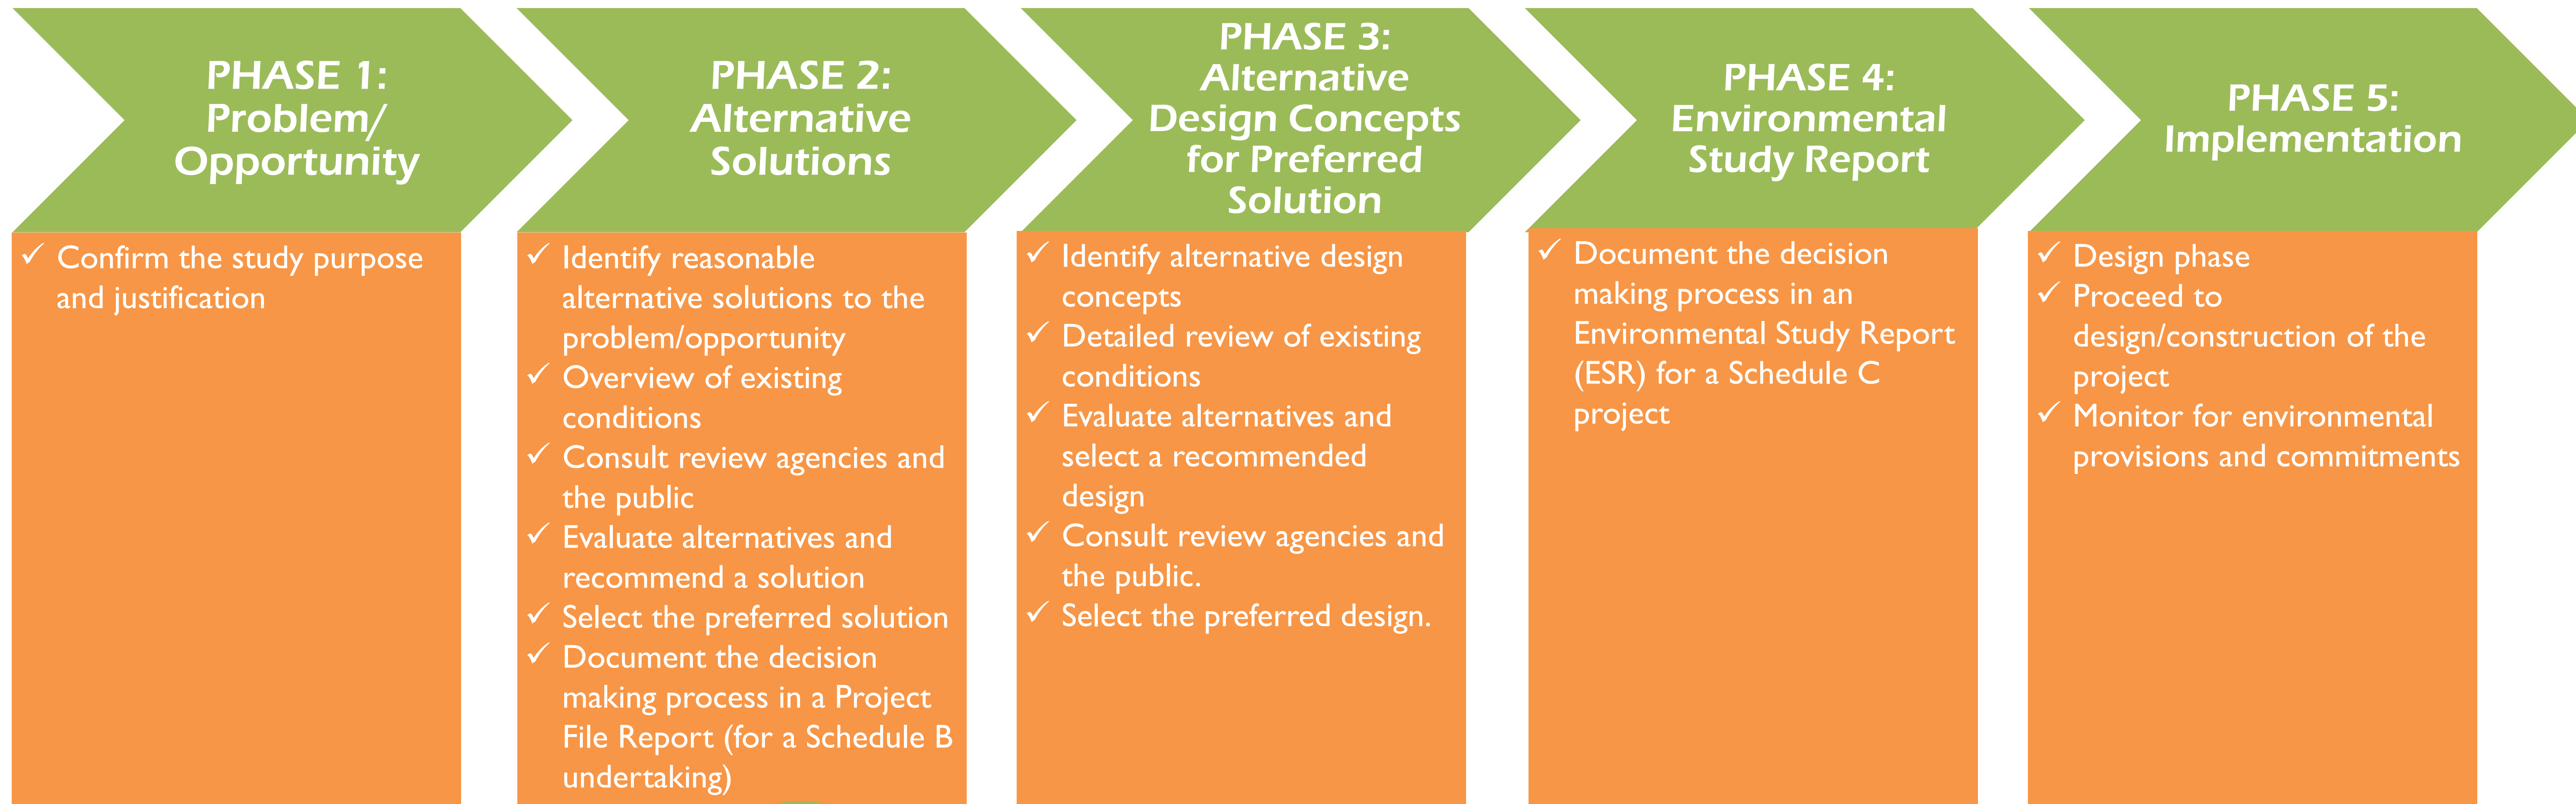 PHASE 1:
Problem/
Opportunity
✓ Confirm the study purpose
and justification
PHASE 2:
Alternative
Solutions
✓ Identify reasonable
alternative solutions to the
problem/opportunity
✓ Overview of existing
conditions
✓ Consult review agencies and
the public
✓ Evaluate alternatives and
recommend a solution
✓ Select the preferred solution
✓ Document the decision
making process in a Project
File Report (for a Schedule B
undertaking)
PHASE 3:
Alternative
Design Concepts
for Preferred
Solution
✓ Identify alternative design
concepts
✓ Detailed review of existing
conditions
✓ Evaluate alternatives and
select a recommended
design
✓ Consult review agencies and
the public.
✓ Select the preferred design.
PHASE 4:
Environmental
Study Report
✓ Document the decision
making process in an
Environmental Study Report
(ESR) for a Schedule C
project
PHASE 5:
Implementation
✓ Design phase
✓ Proceed to
design/construction of the
project
✓ Monitor for environmental
provisions and commitments